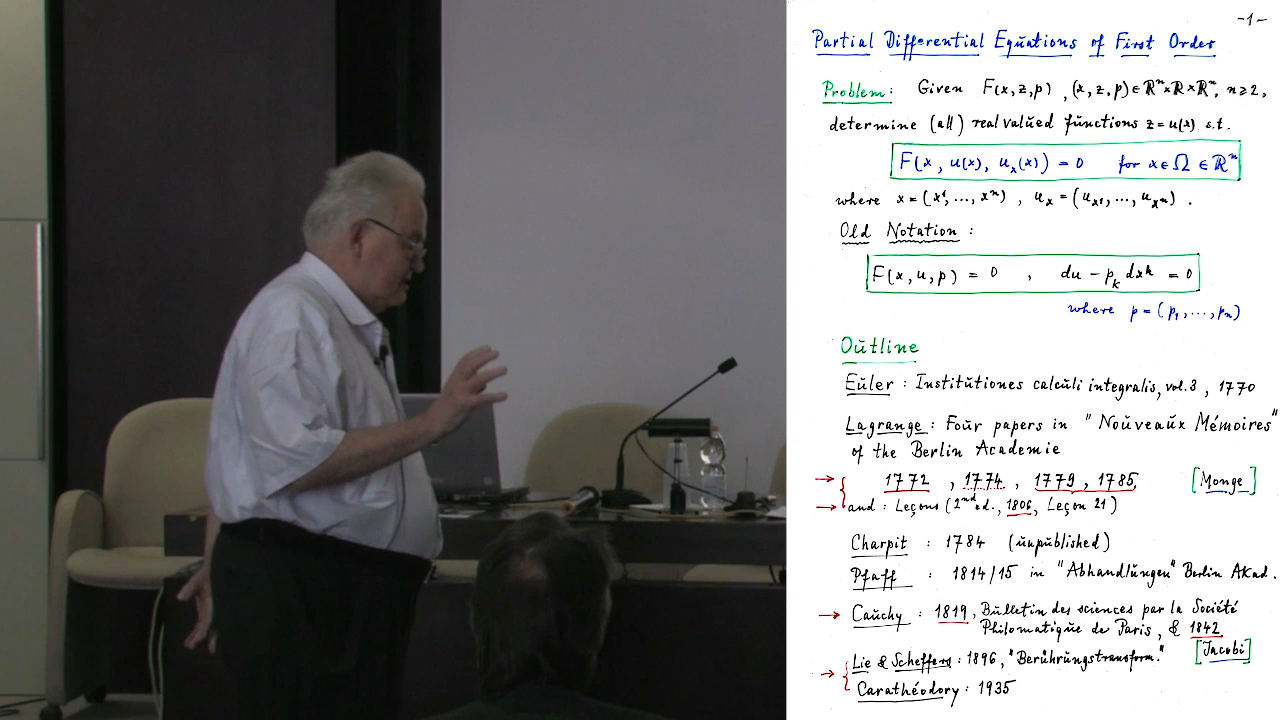 -1-
Partial Differential Equations of First Order
Problem: Given F(x,z,p), (x,z,p) ∈ ℝⁿ×ℝ×ℝⁿ, n≥2,
determine (all) real valued functions z=u(x) s.t.
F(x, u(x), uₓ(x)) = 0 for x∈Ω ∈ ℝⁿ
where x = (x¹,...,xⁿ), uₓ = (u_{x¹},...,u_{xⁿ}).
Old Notation:
F(x,u,p) = 0 , du - pₖ dxᵏ = 0
where p = (p₁,...,pₙ)
Outline
Euler: Institutiones calculi integralis, vol. 3, 1770
Lagrange: Four papers in "Nouveaux Mémoires"
of the Berlin Academie
→ { 1772, 1774, 1779, 1785 [Monge]
→ and: Leçons (2nd ed., 1806, Leçon 21)
Charpit: 1784 (unpublished)
Pfaff: 1814/15 in "Abhandlungen" Berlin Akad.
→ Cauchy: 1819, Bulletin des sciences par la Société
Philomatique de Paris, & 1842
[Jacobi]
→ { Lie & Scheffers: 1896, "Berührungstransform."
Carathéodory: 1935